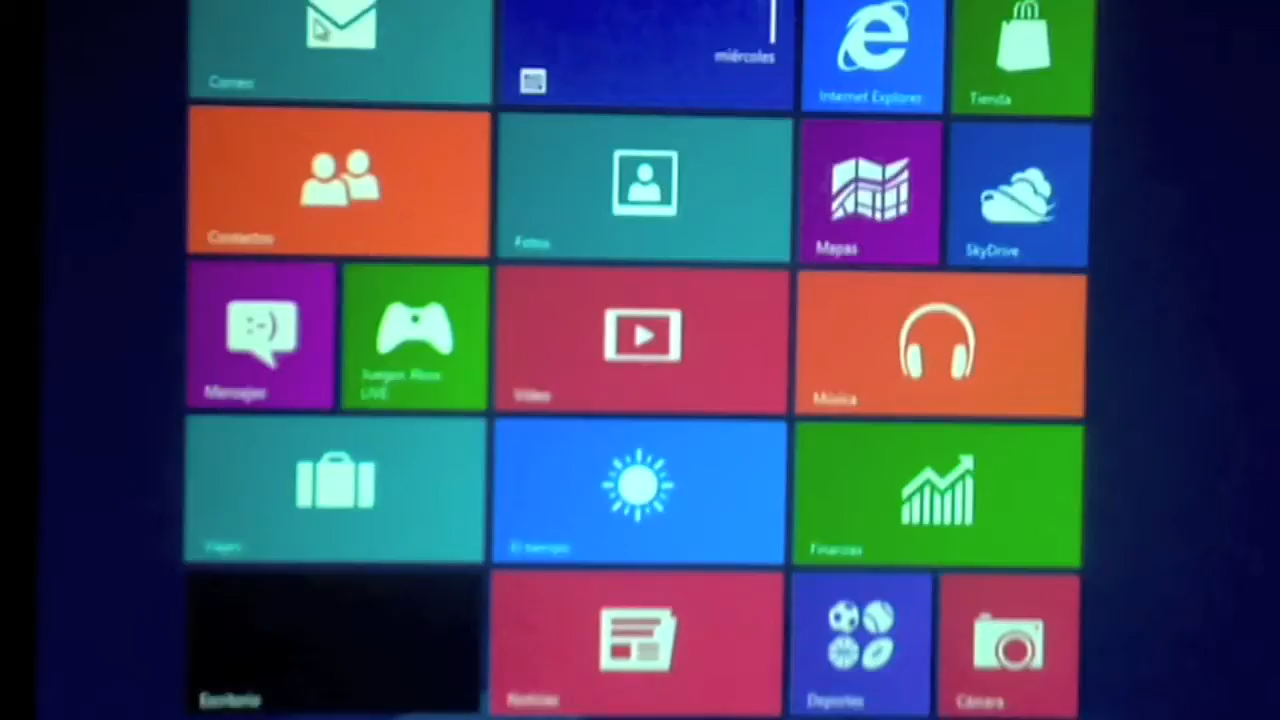 Correo
miércoles
Internet Explorer
Tienda
Contactos
Fotos
Mapas
SkyDrive
:-)
Mensajes
Juegos Xbox
LIVE
Vídeo
Música
Viajes
El tiempo
Finanzas
Escritorio
Noticias
Deportes
Cámara